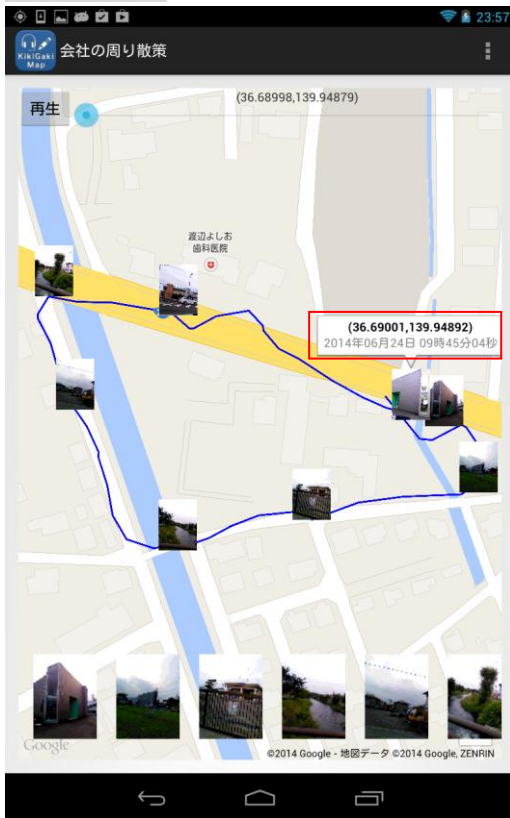 23:57
KikiGaki
Map
会社の周り散策
再生
(36.68998,139.94879)
渡辺よしお
歯科医院
(36.69001,139.94892)
2014年06月24日 09時45分04秒
Google
©2014 Google - 地図データ ©2014 Google, ZENRIN